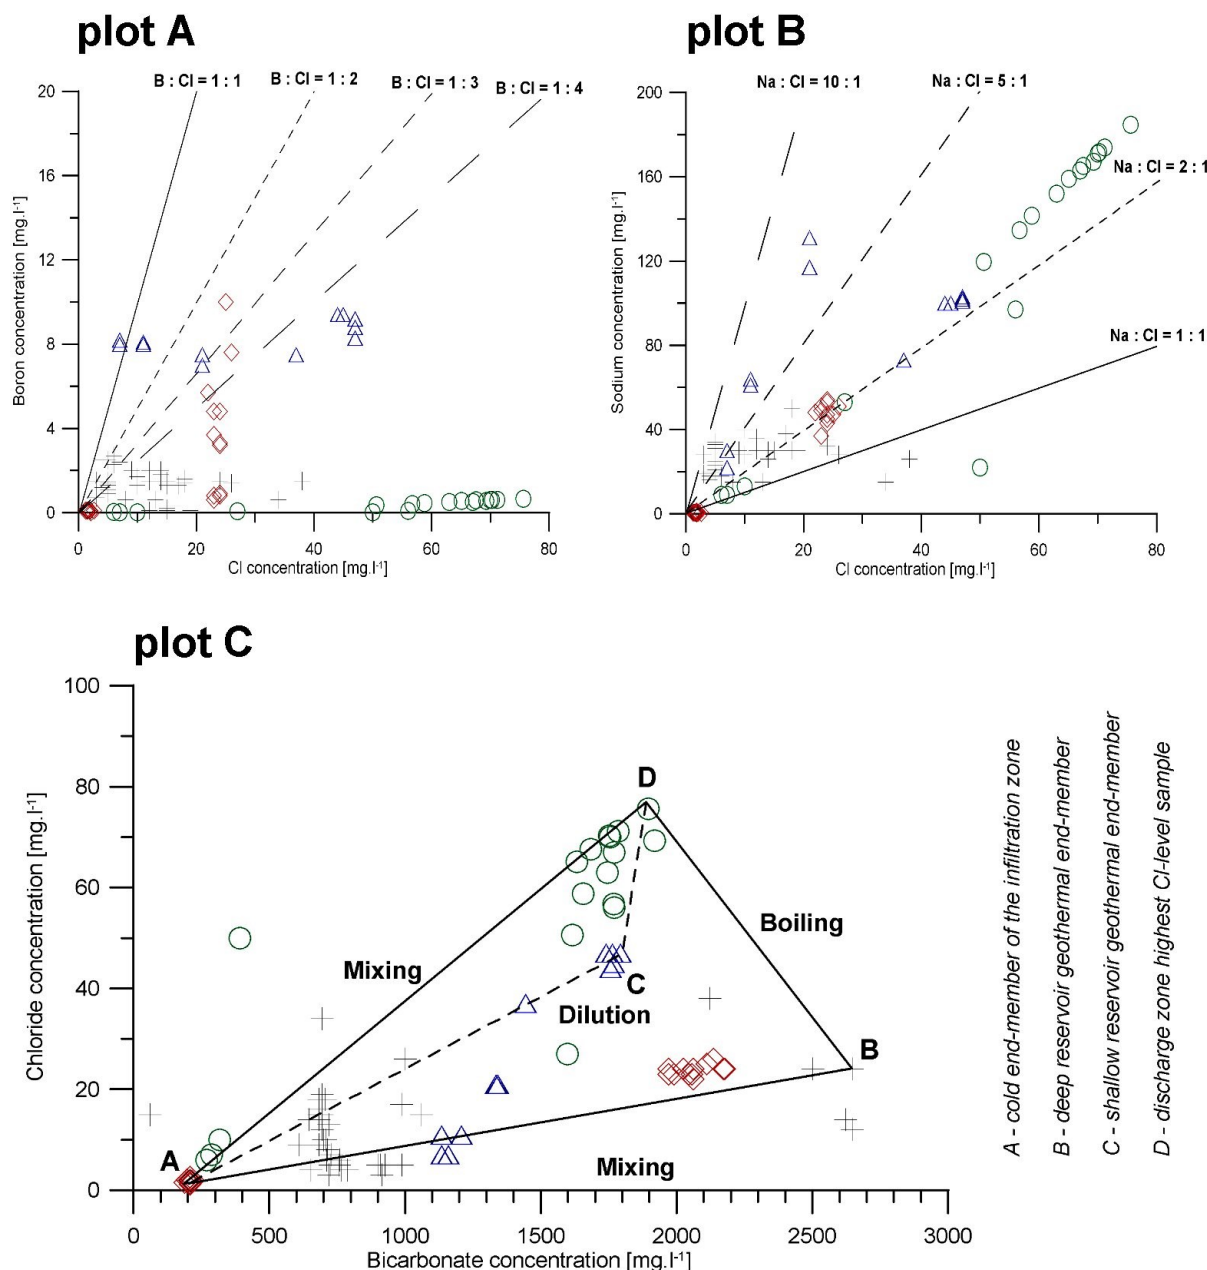 plot A
B : Cl = 1 : 1
B : Cl = 1 : 2
B : Cl = 1 : 3
B : Cl = 1 : 4
20
16
12
8
4
0
Boron concentration [mg.l⁻¹]
0 20 40 60 80
Cl concentration [mg.l⁻¹]
plot B
Na : Cl = 10 : 1
Na : Cl = 5 : 1
Na : Cl = 2 : 1
Na : Cl = 1 : 1
200
160
120
80
40
0
Sodium concentration [mg.l⁻¹]
0 20 40 60 80
Cl concentration [mg.l⁻¹]
plot C
100
80
60
40
20
0
Chloride concentration [mg.l⁻¹]
D
Boiling
Mixing
C
Dilution
B
A
Mixing
0 500 1000 1500 2000 2500 3000
Bicarbonate concentration [mg.l⁻¹]
A - cold end-member of the infiltration zone
B - deep reservoir geothermal end-member
C - shallow reservoir geothermal end-member
D - discharge zone highest Cl-level sample